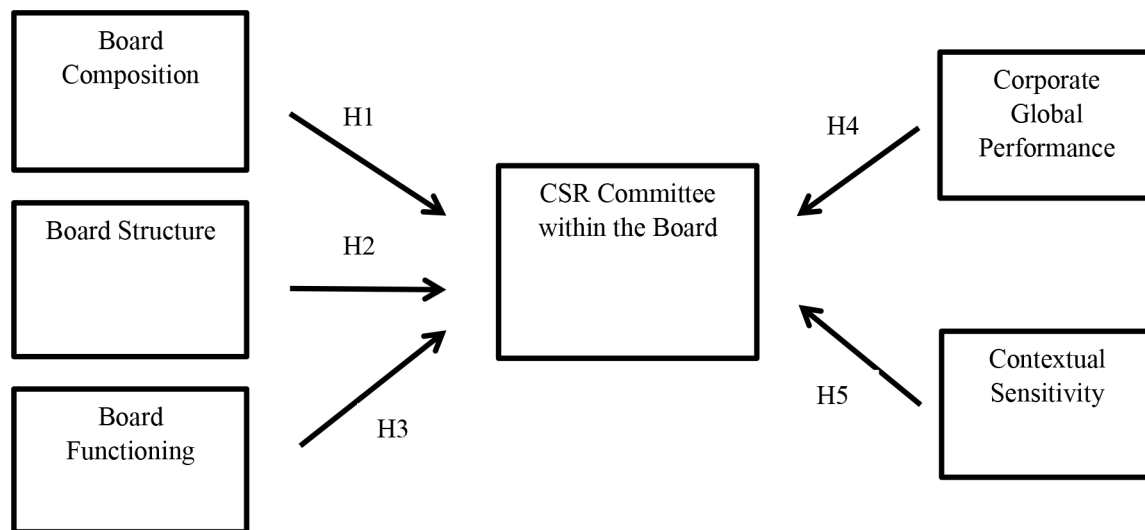 Board
Composition
H1
Board Structure
H2
Board
Functioning
H3
CSR Committee
within the Board
H4
Corporate
Global
Performance
H5
Contextual
Sensitivity